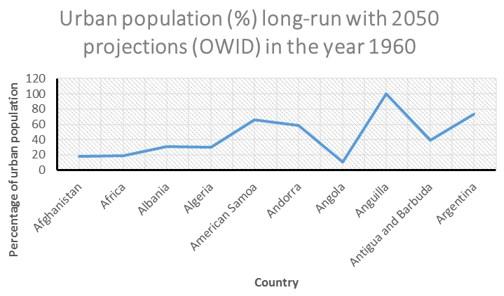 Urban population (%) long-run with 2050
projections (OWID) in the year 1960
Percentage of urban population
120
100
80
60
40
20
0
Afghanistan
Africa
Albania
Algeria
American Samoa
Andorra
Angola
Anguilla
Antigua and Barbuda
Argentina
Country